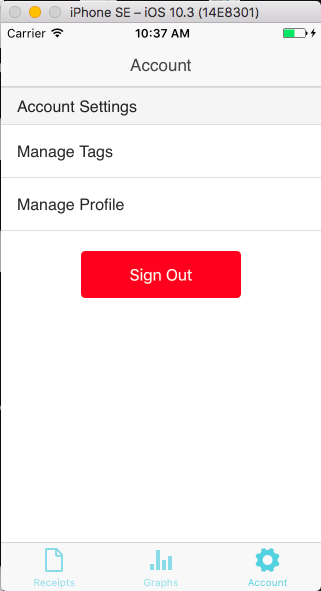 iPhone SE – iOS 10.3 (14E8301)
Carrier 10:37 AM
Account
Account Settings
Manage Tags
Manage Profile
Sign Out
Receipts Graphs Account